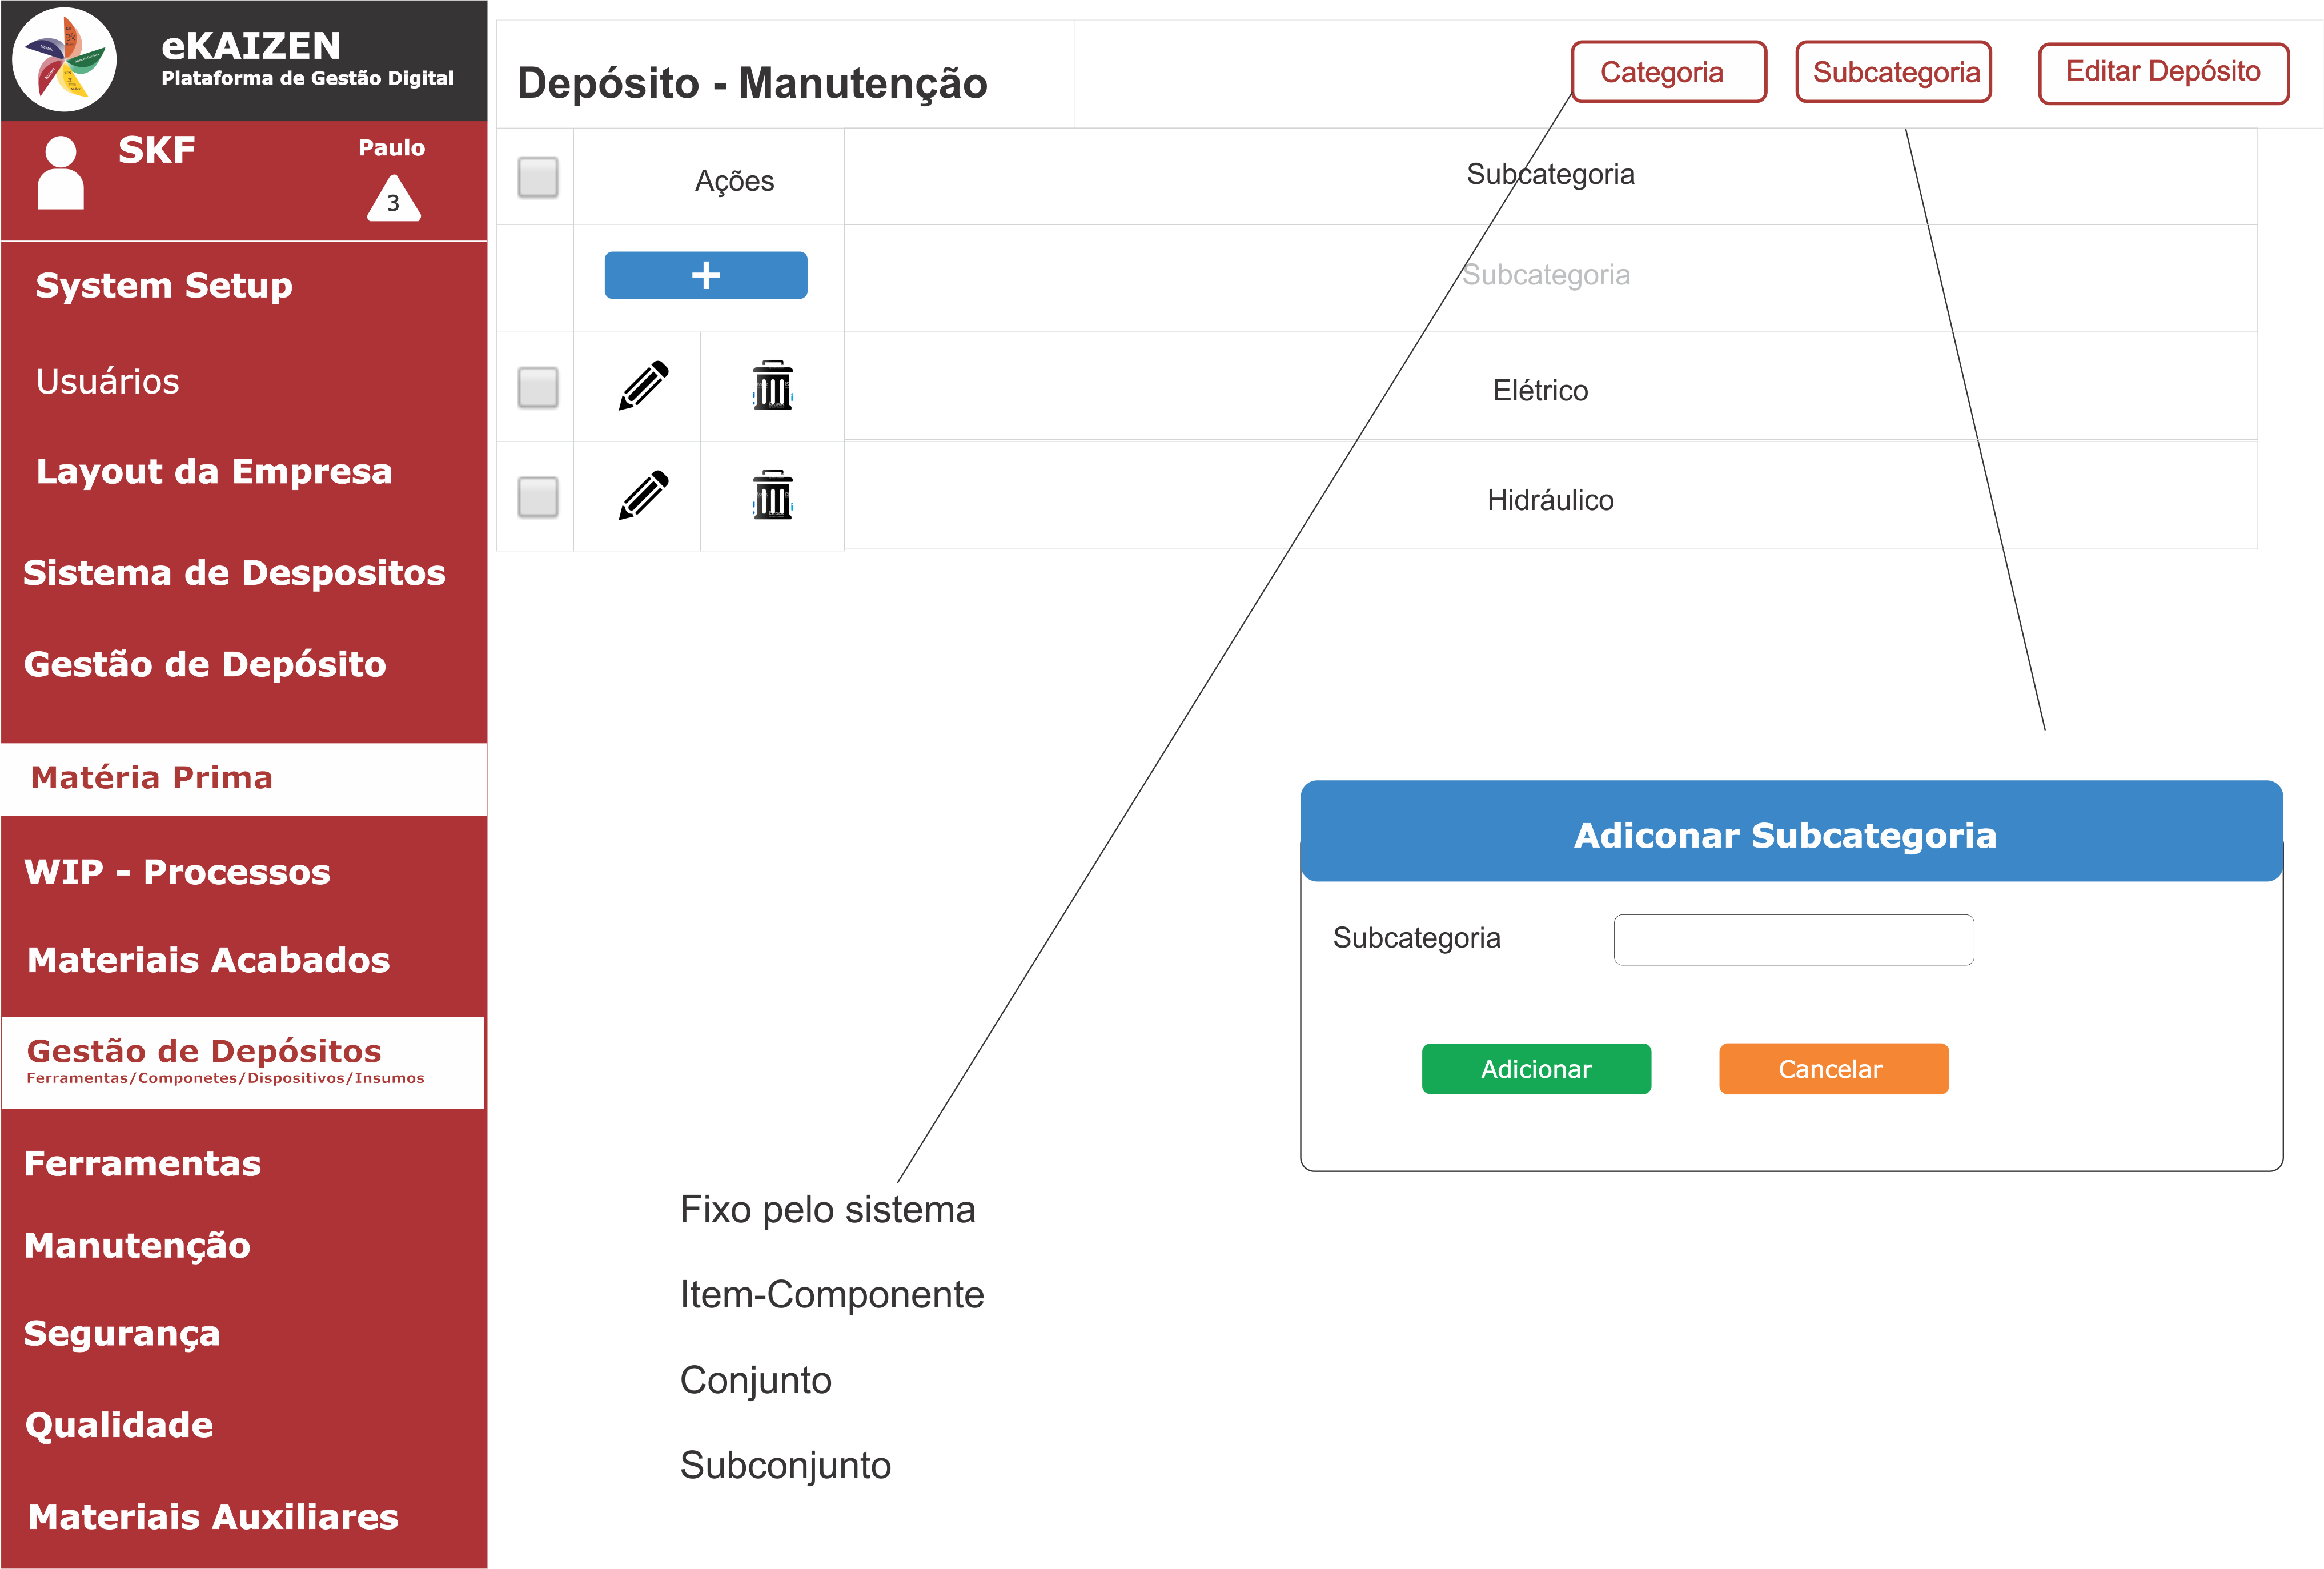 eKAIZEN
Plataforma de Gestão Digital
SKF
Paulo
3
System Setup
Usuários
Layout da Empresa
Sistema de Despositos
Gestão de Depósito
Matéria Prima
WIP - Processos
Materiais Acabados
Gestão de Depósitos
Ferramentas/Componetes/Dispositivos/Insumos
Ferramentas
Manutenção
Segurança
Qualidade
Materiais Auxiliares
Depósito - Manutenção
Categoria
Subcategoria
Editar Depósito
Ações
Subcategoria
+
Subcategoria
Elétrico
Hidráulico
Adiconar Subcategoria
Subcategoria
Adicionar
Cancelar
Fixo pelo sistema
Item-Componente
Conjunto
Subconjunto